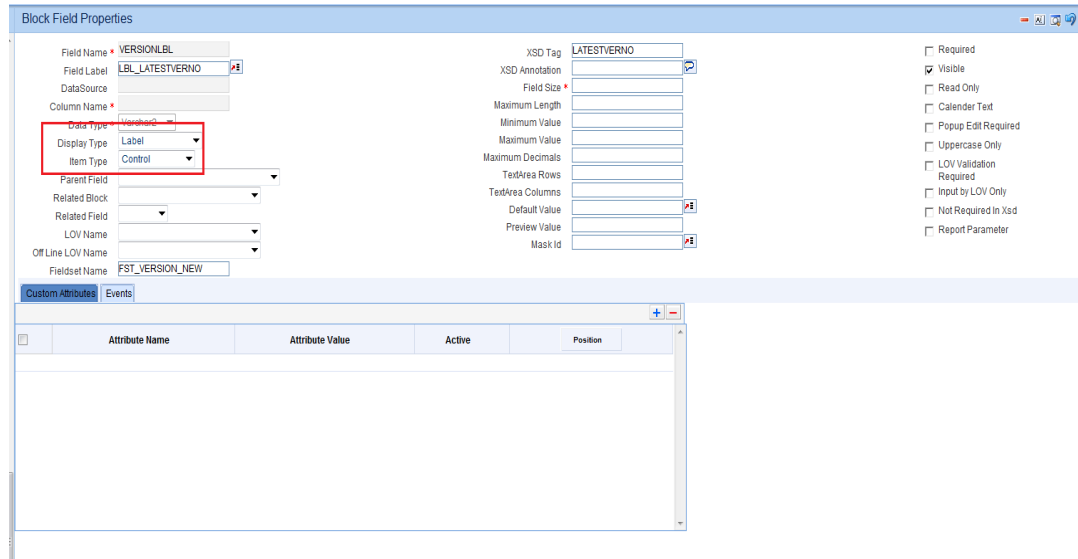 Block Field Properties
Field Name * VERSIONLBL
Field Label LBL_LATESTVERNO
DataSource
Column Name *
Data Type * Varchar2
Display Type Label
Item Type Control
Parent Field
Related Block
Related Field
LOV Name
Off Line LOV Name
Fieldset Name FST_VERSION_NEW
XSD Tag LATESTVERNO
XSD Annotation
Field Size *
Maximum Length
Minimum Value
Maximum Value
Maximum Decimals
TextArea Rows
TextArea Columns
Default Value
Preview Value
Mask Id
Required
Visible
Read Only
Calender Text
Popup Edit Required
Uppercase Only
LOV Validation
Required
Input by LOV Only
Not Required In Xsd
Report Parameter
Custom Attributes Events
Attribute Name Attribute Value Active Position